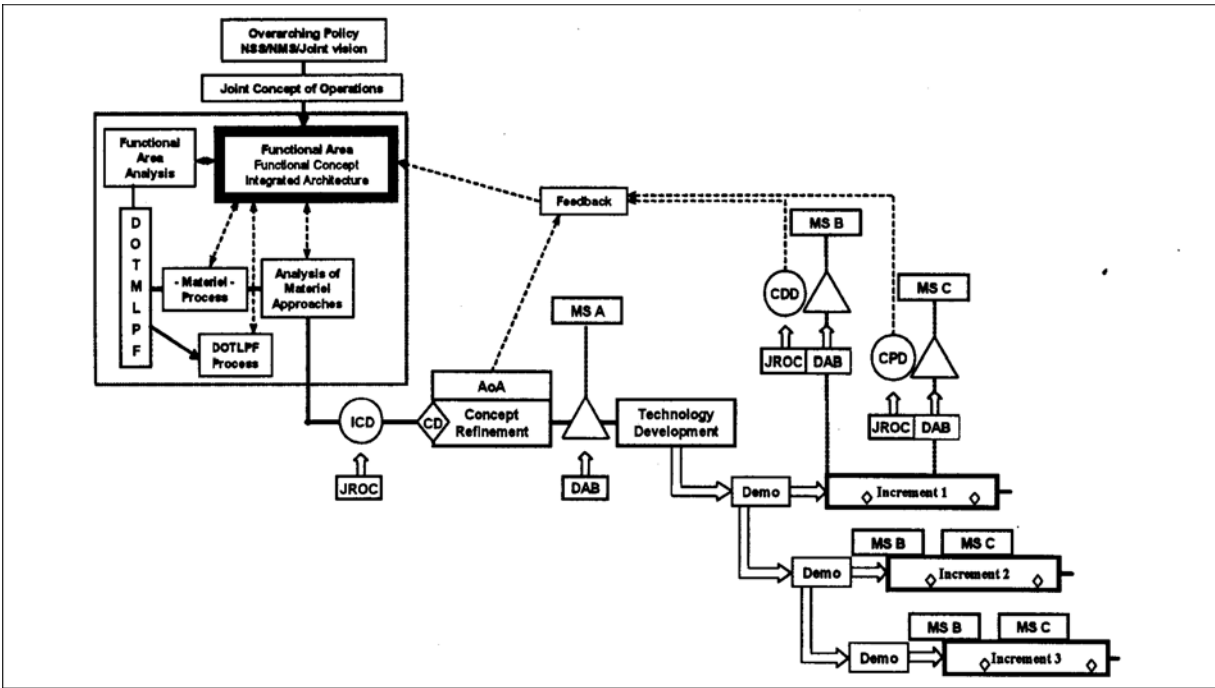 Overarching Policy
NSS/NMS/Joint vision
Joint Concept of Operations
Functional
Area
Analysis
Functional Area
Functional Concept
Integrated Architecture
Feedback
D
O
T
M
L
P
F
- Materiel -
Process
Analysis of
Materiel
Approaches
DOTLPF
Process
MS B
MS C
CDD
JROC
DAB
CPD
JROC
DAB
MS A
AoA
ICD
CD
Concept
Refinement
Technology
Development
JROC
DAB
Demo
Increment 1
MS B
MS C
Demo
Increment 2
MS B
MS C
Demo
Increment 3